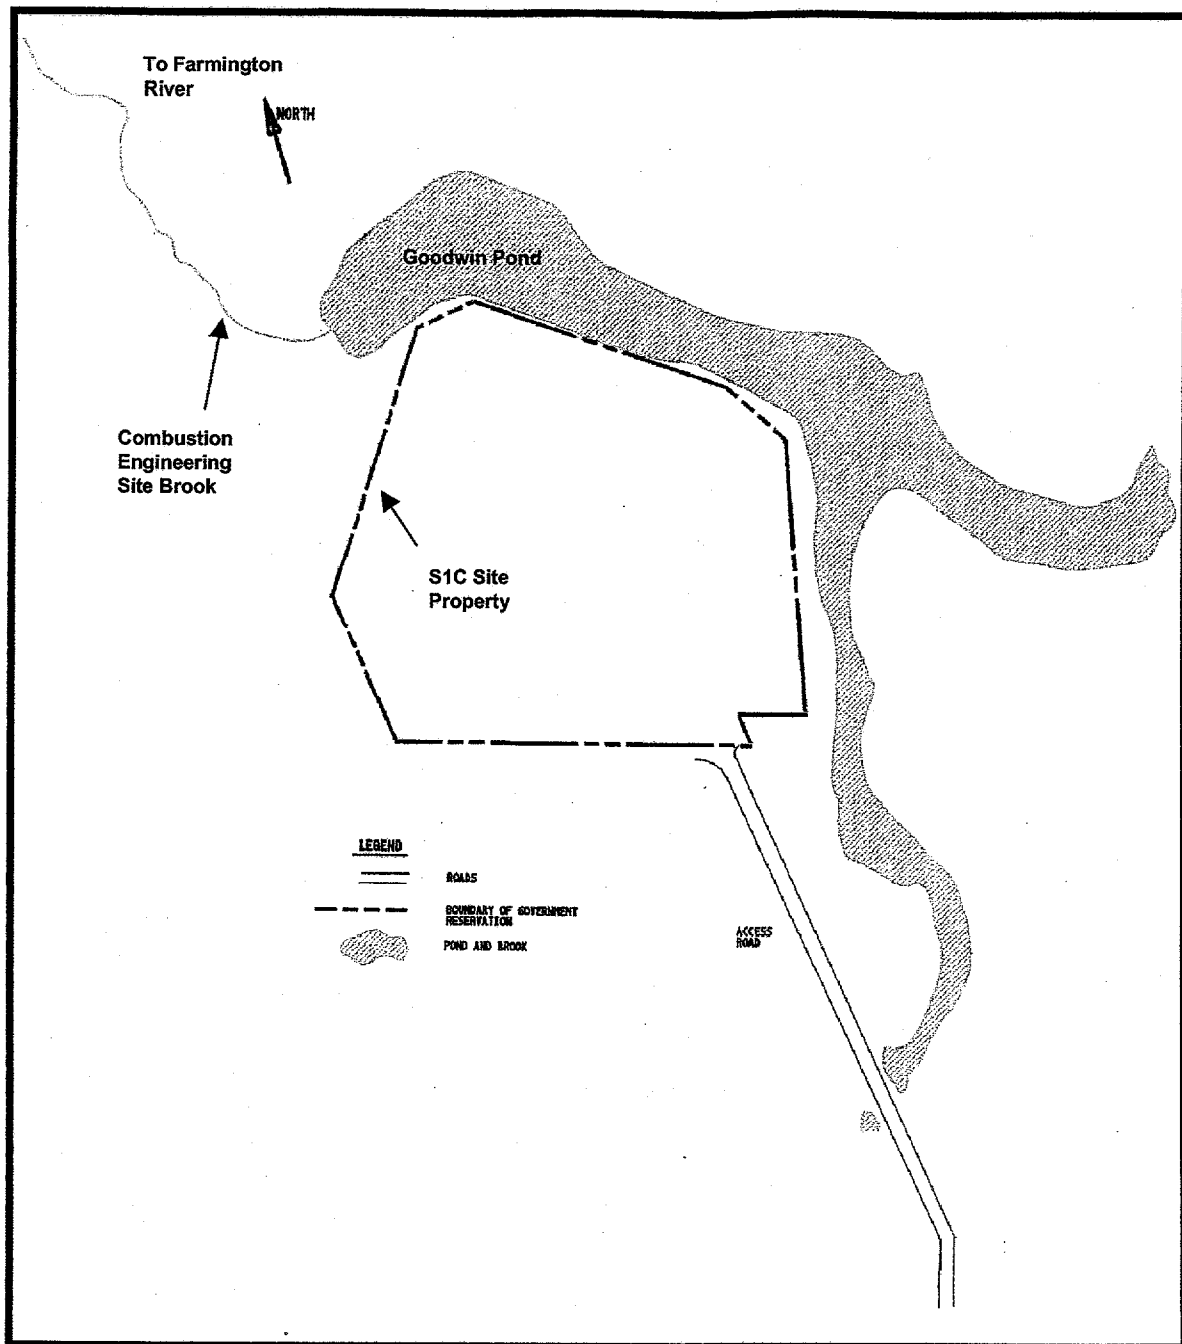 To Farmington
River
NORTH
Goodwin Pond
Combustion
Engineering
Site Brook
S1C Site
Property
LEGEND
ROADS
BOUNDARY OF GOVERNMENT
RESERVATION
POND AND BROOK
ACCESS
ROAD